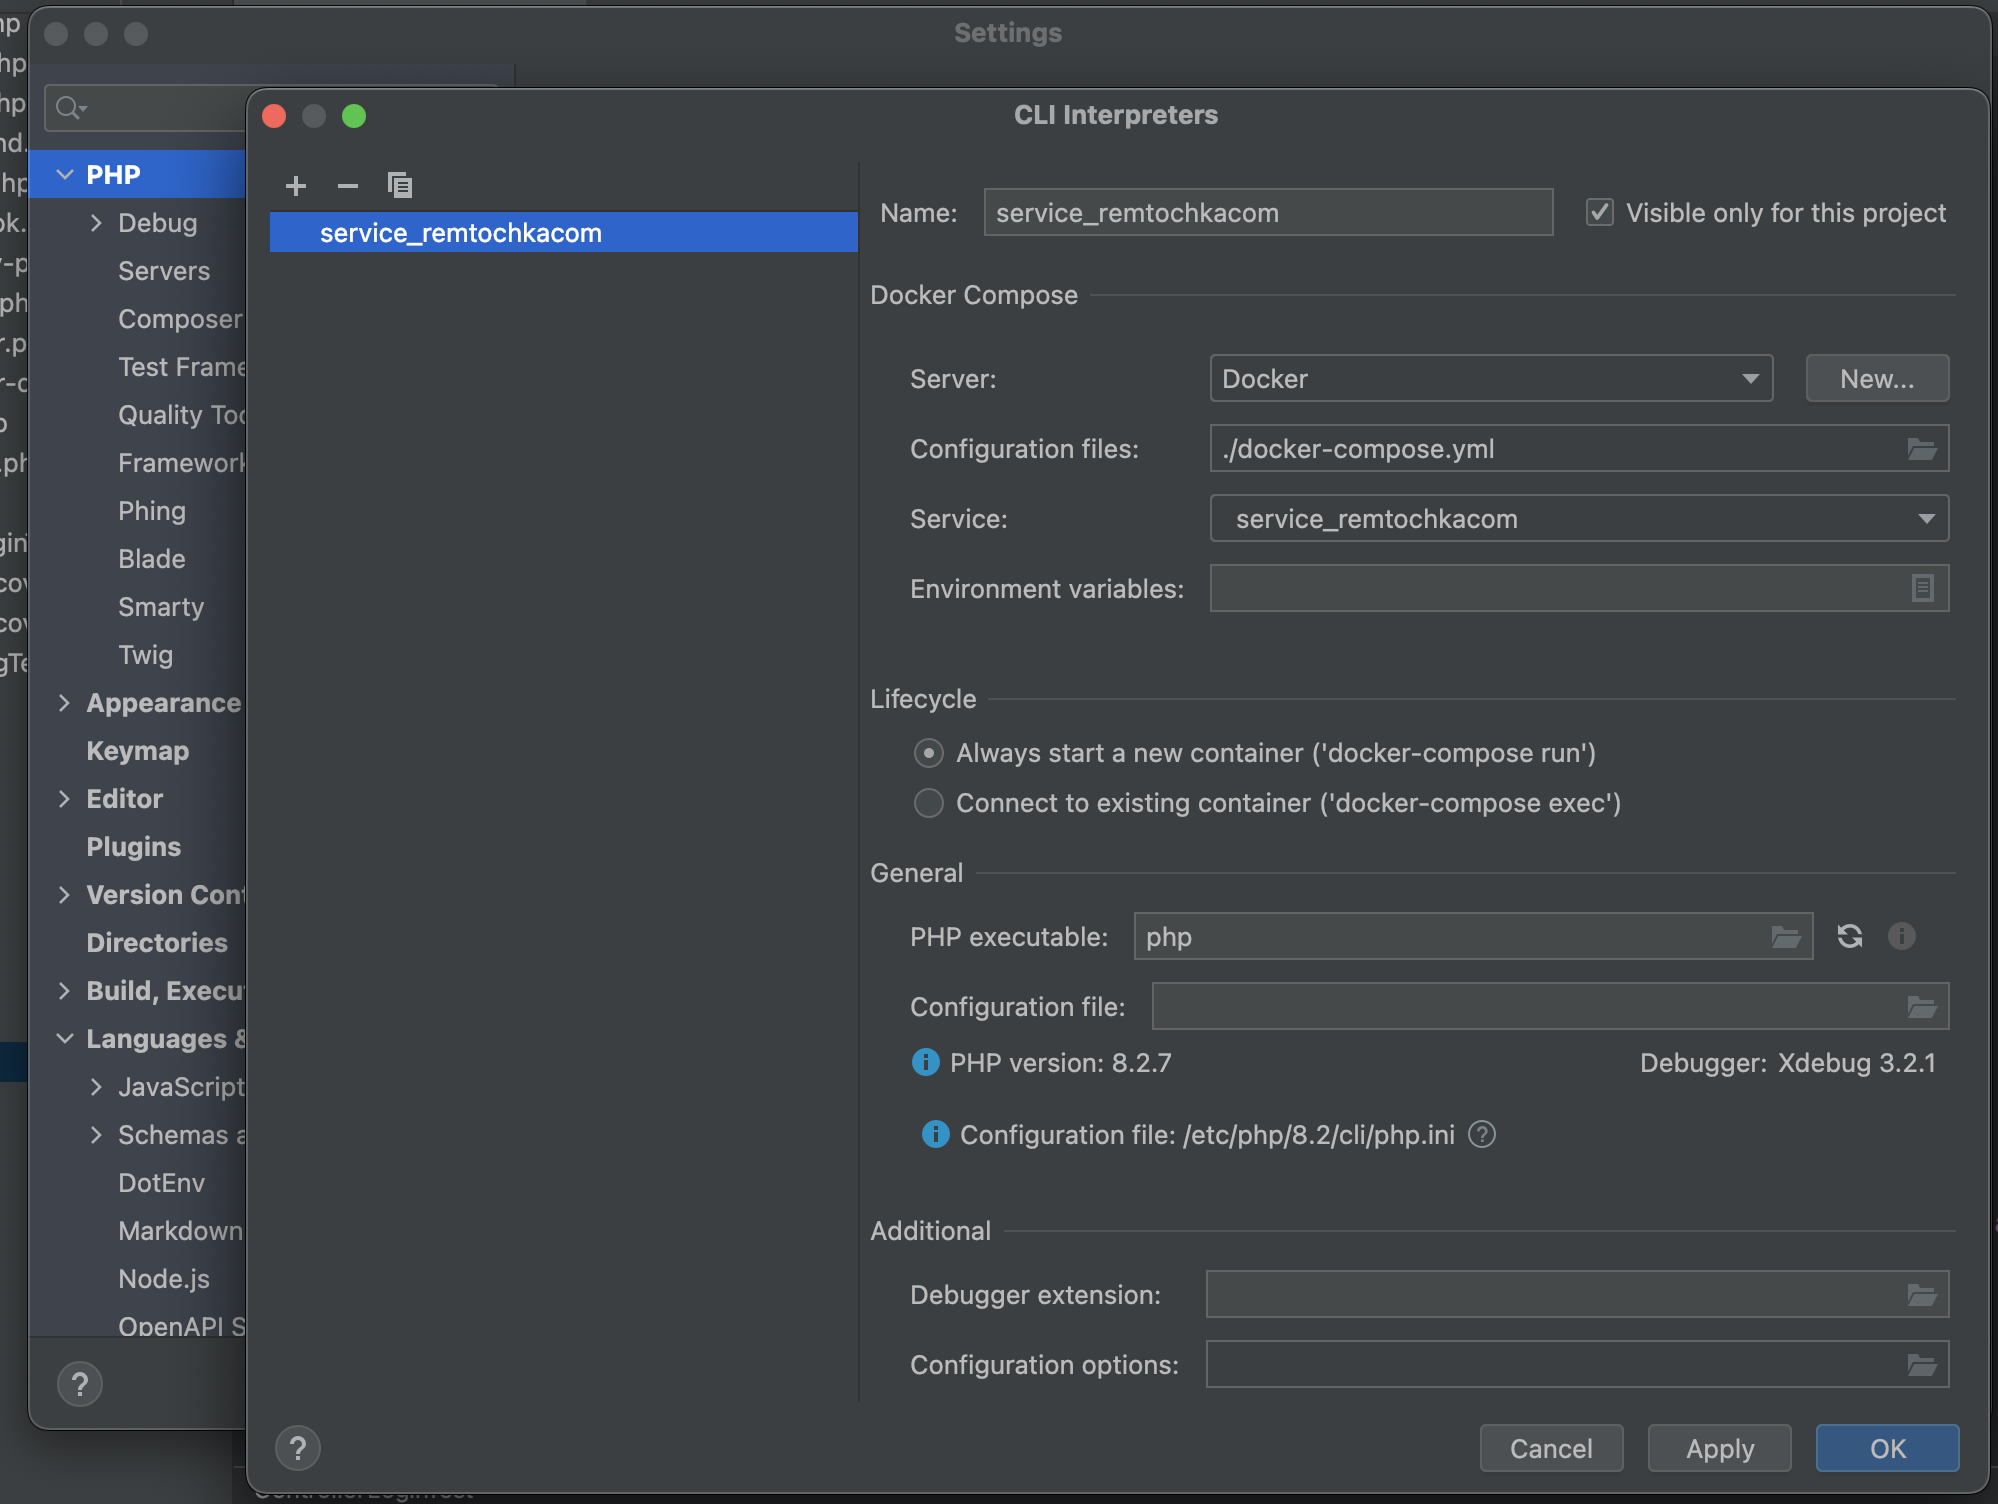 Settings
CLI Interpreters
PHP
Debug
Servers
Composer
Test Frame
Quality Too
Framework
Phing
Blade
Smarty
Twig
Appearance
Keymap
Editor
Plugins
Version Cont
Directories
Build, Execut
Languages &
JavaScript
Schemas a
DotEnv
Markdown
Node.js
OpenAPI S
service_remtochkacom
Name: service_remtochkacom Visible only for this project
Docker Compose
Server: Docker New...
Configuration files: ./docker-compose.yml
Service: service_remtochkacom
Environment variables:
Lifecycle
Always start a new container ('docker-compose run')
Connect to existing container ('docker-compose exec')
General
PHP executable: php
Configuration file:
PHP version: 8.2.7 Debugger: Xdebug 3.2.1
Configuration file: /etc/php/8.2/cli/php.ini
Additional
Debugger extension:
Configuration options:
Cancel Apply OK